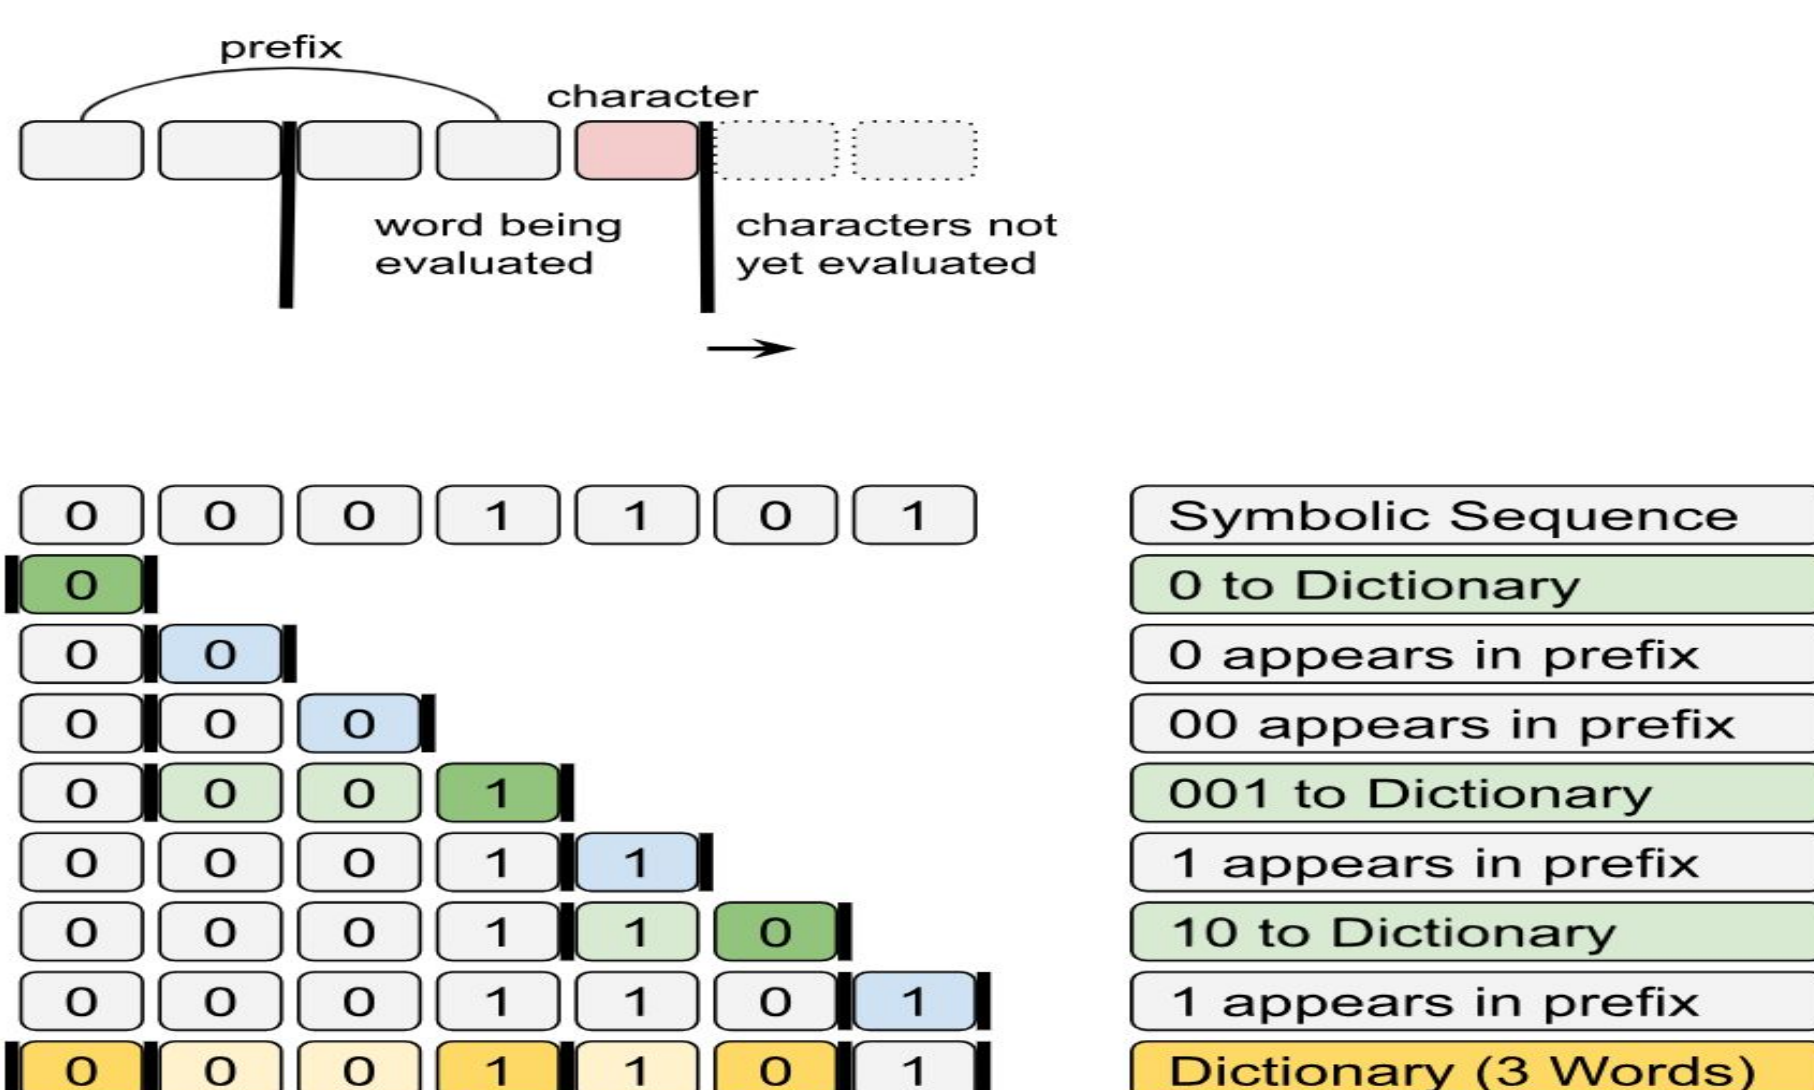 prefix
character
word being
evaluated
characters not
yet evaluated
0 0 0 1 1 0 1 Symbolic Sequence
0 0 to Dictionary
0 0 0 appears in prefix
0 0 0 00 appears in prefix
0 0 0 1 001 to Dictionary
0 0 0 1 1 1 appears in prefix
0 0 0 1 1 0 10 to Dictionary
0 0 0 1 1 0 1 1 appears in prefix
0 0 0 1 1 0 1 Dictionary (3 Words)